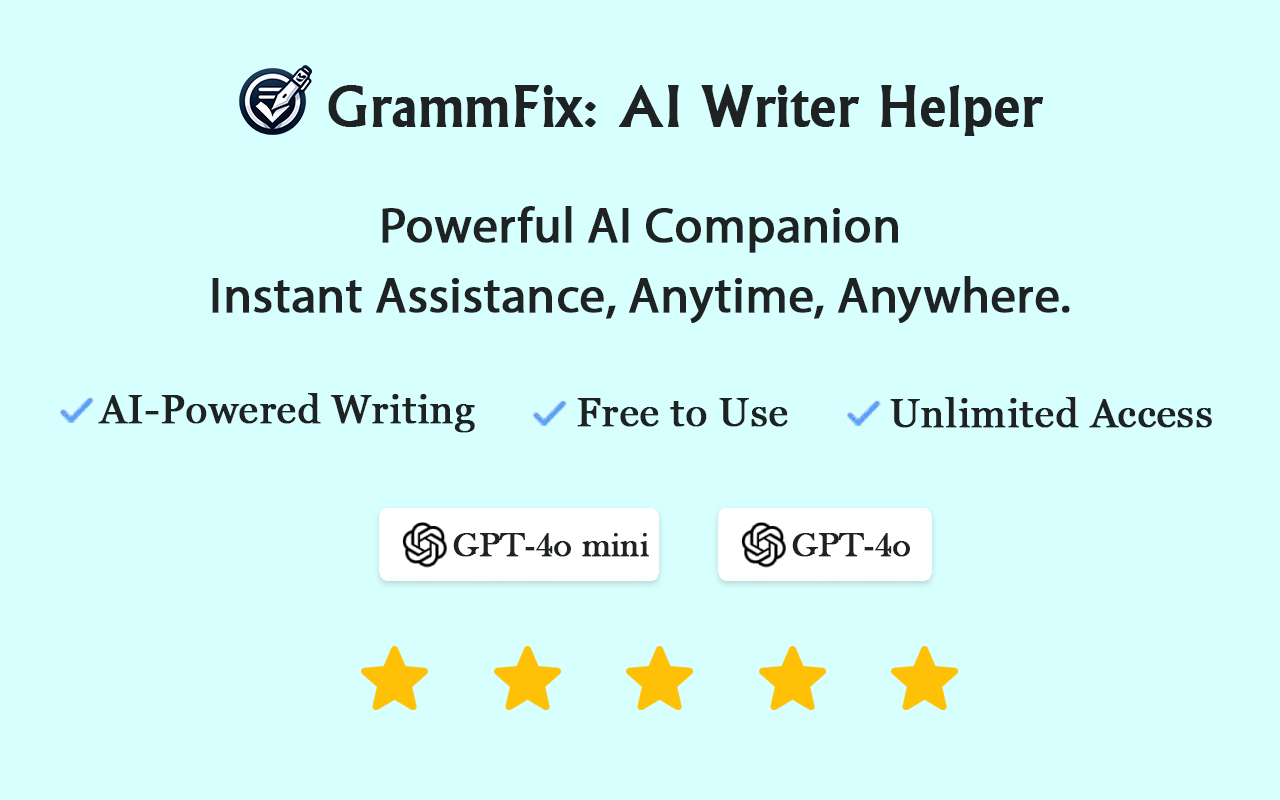 GrammFix: AI Writer Helper
Powerful AI Companion
Instant Assistance, Anytime, Anywhere.
AI-Powered Writing
Free to Use
Unlimited Access
GPT-4o mini
GPT-4o